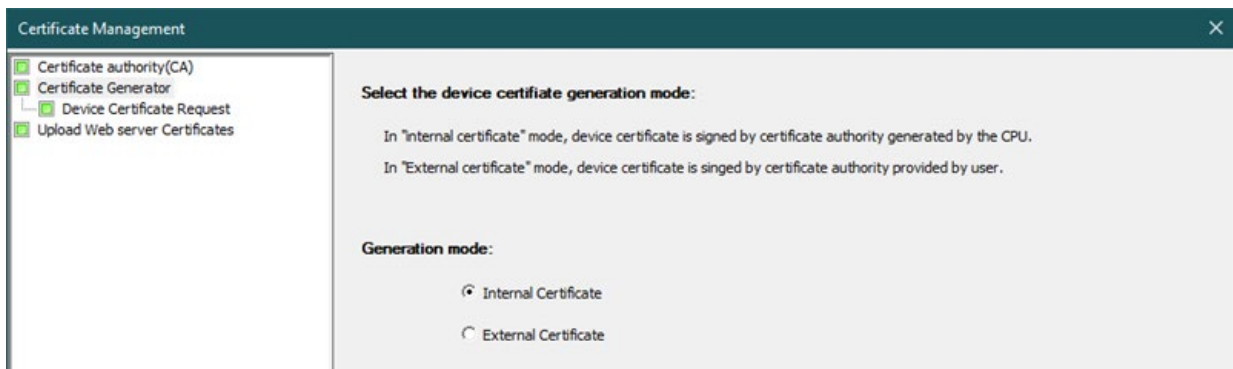 Certificate Management
Certificate authority(CA)
Certificate Generator
Device Certificate Request
Upload Web server Certificates
Select the device certifiate generation mode:
In "internal certificate" mode, device certificate is signed by certificate authority generated by the CPU.
In "External certificate" mode, device certificate is singed by certificate authority provided by user.
Generation mode:
Internal Certificate
External Certificate